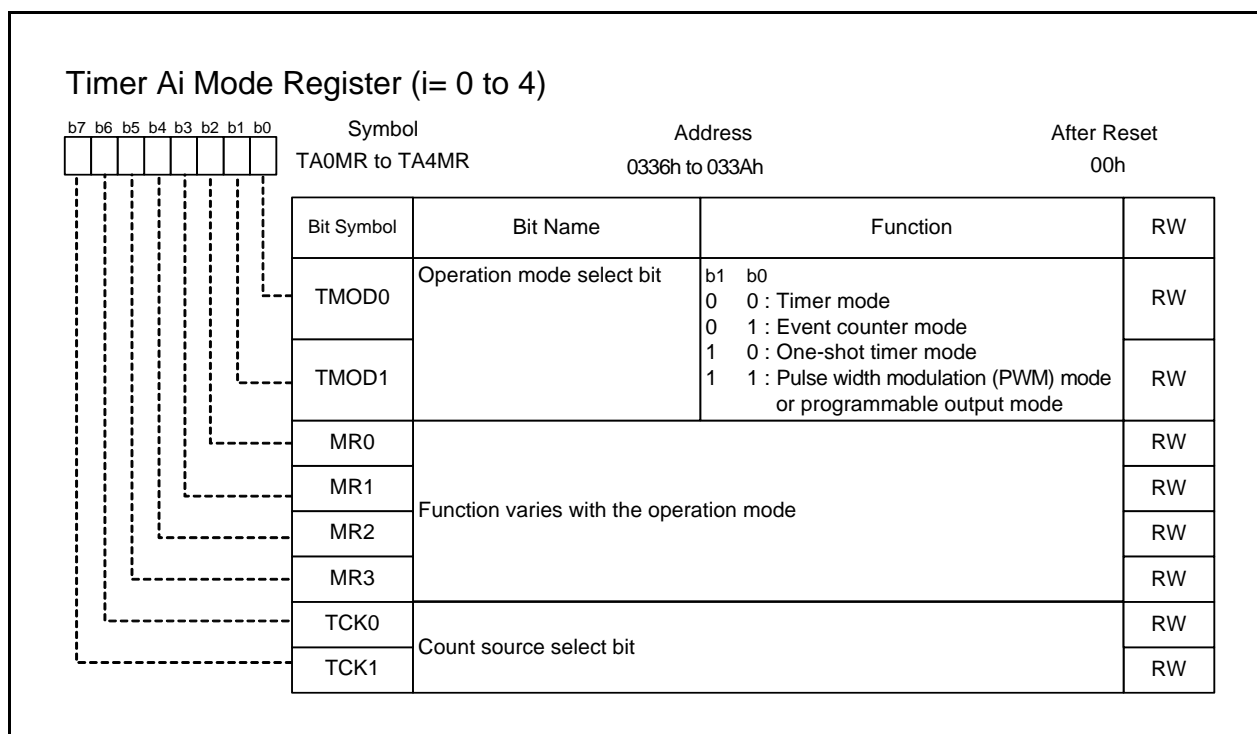 Timer Ai Mode Register (i= 0 to 4)
b7 b6 b5 b4 b3 b2 b1 b0
Symbol Address After Reset
TA0MR to TA4MR 0336h to 033Ah 00h
Bit Symbol Bit Name Function RW
TMOD0 Operation mode select bit b1 b0
0 0 : Timer mode RW
0 1 : Event counter mode
TMOD1 1 0 : One-shot timer mode
1 1 : Pulse width modulation (PWM) mode RW
or programmable output mode
MR0 RW
MR1 RW
Function varies with the operation mode
MR2 RW
MR3 RW
TCK0 RW
Count source select bit
TCK1 RW